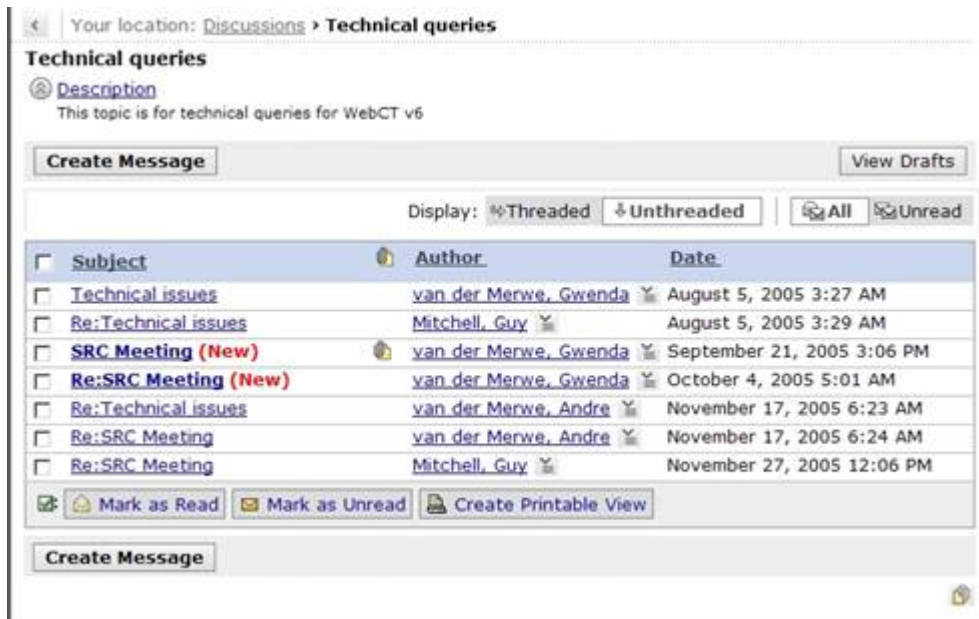 Your location: Discussions › Technical queries
Technical queries
Description
This topic is for technical queries for WebCT v6
Create Message View Drafts
Display: Threaded Unthreaded All Unread
Subject Author Date
Technical issues van der Merwe, Gwenda August 5, 2005 3:27 AM
Re:Technical issues Mitchell, Guy August 5, 2005 3:29 AM
SRC Meeting (New) van der Merwe, Gwenda September 21, 2005 3:06 PM
Re:SRC Meeting (New) van der Merwe, Gwenda October 4, 2005 5:01 AM
Re:Technical issues van der Merwe, Andre November 17, 2005 6:23 AM
Re:SRC Meeting van der Merwe, Andre November 17, 2005 6:24 AM
Re:SRC Meeting Mitchell, Guy November 27, 2005 12:06 PM
Mark as Read Mark as Unread Create Printable View
Create Message